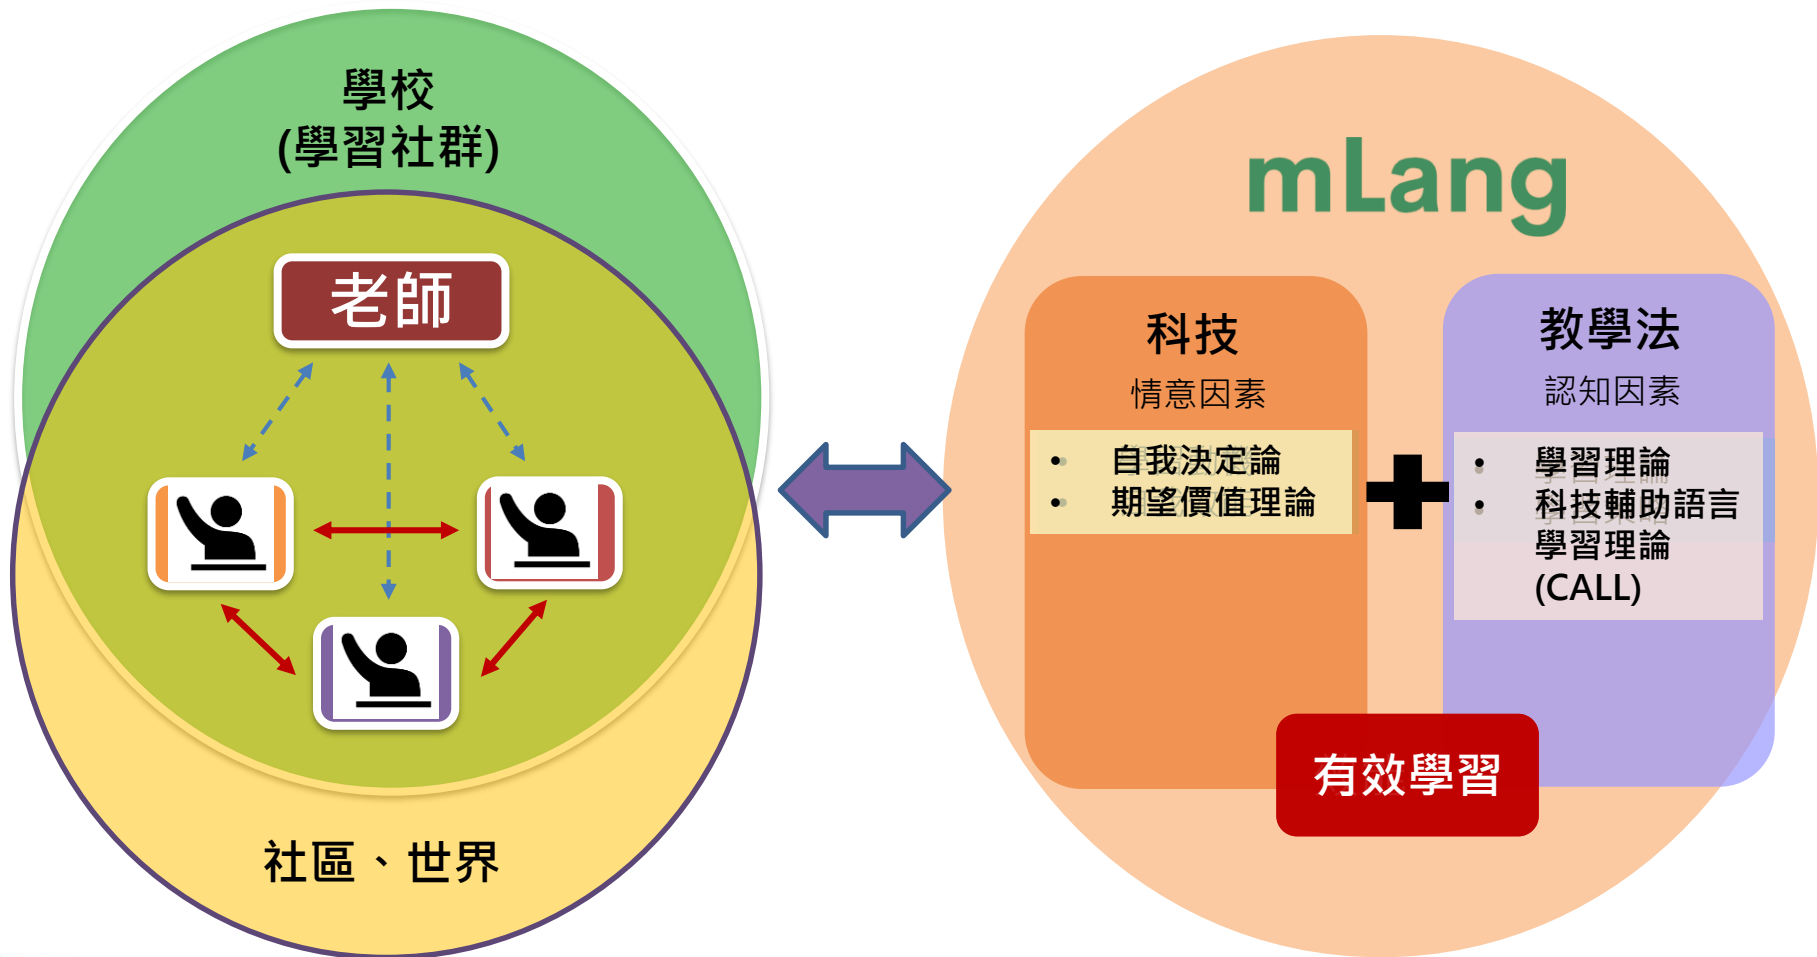 學校
(學習社群)
老師
社區、世界
mLang
科技
情意因素
• 自我決定論
• 期望價值理論
教學法
認知因素
• 學習理論
• 科技輔助語言
學習理論
(CALL)
有效學習